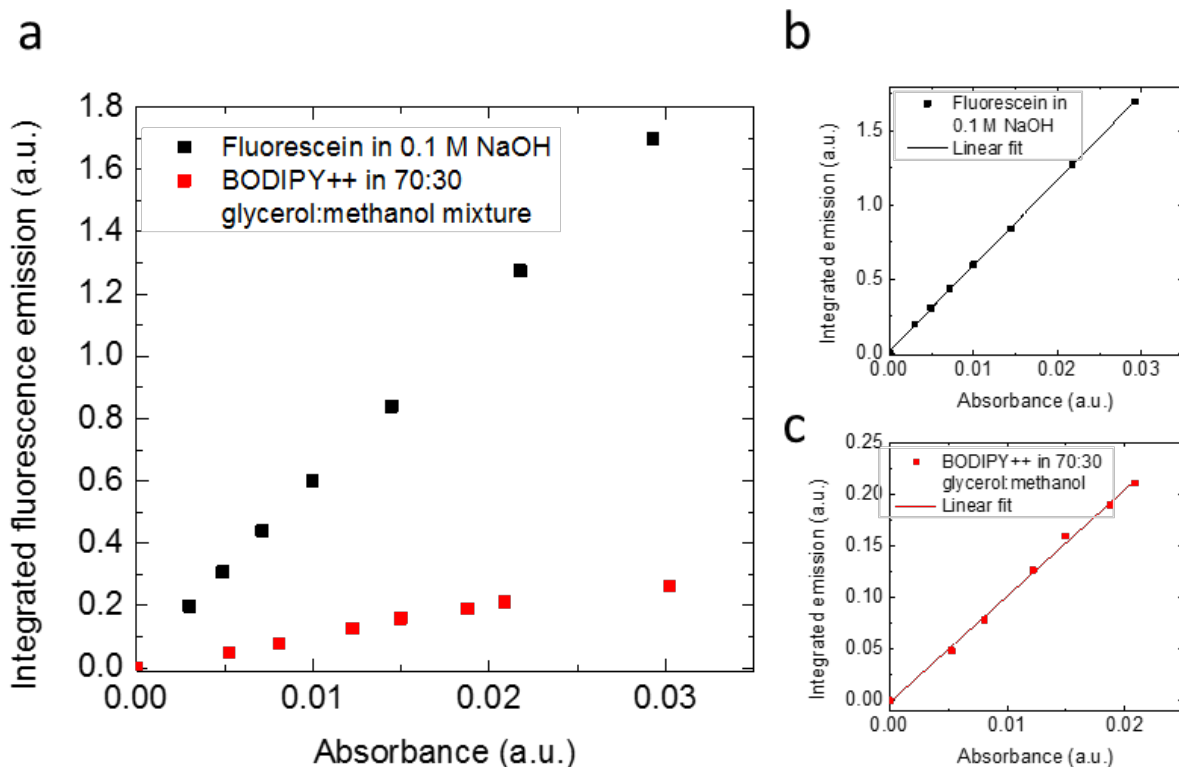 a
Integrated fluorescence emission (a.u.)
1.8
1.6
1.4
1.2
1.0
0.8
0.6
0.4
0.2
0.0
Fluorescein in 0.1 M NaOH
BODIPY++ in 70:30
glycerol:methanol mixture
0.00 0.01 0.02 0.03
Absorbance (a.u.)
b
Integrated emission (a.u.)
1.5
1.0
0.5
0.0
Fluorescein in
0.1 M NaOH
Linear fit
0.00 0.01 0.02 0.03
Absorbance (a.u.)
c
Integrated emission (a.u.)
0.25
0.20
0.15
0.10
0.05
0.00
BODIPY++ in 70:30
glycerol:methanol
Linear fit
0.00 0.01 0.02
Absorbance (a.u.)